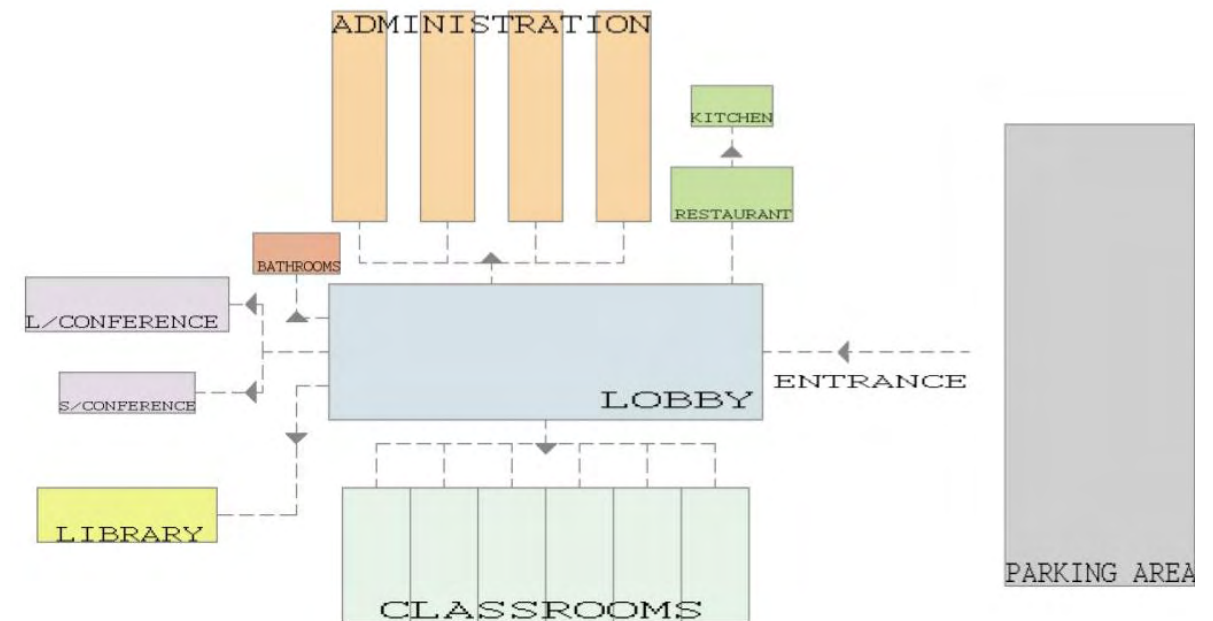 ADMINISTRATION
KITCHEN
RESTAURANT
BATHROOMS
L/CONFERENCE
S/CONFERENCE
LOBBY
ENTRANCE
LIBRARY
CLASSROOMS
PARKING AREA